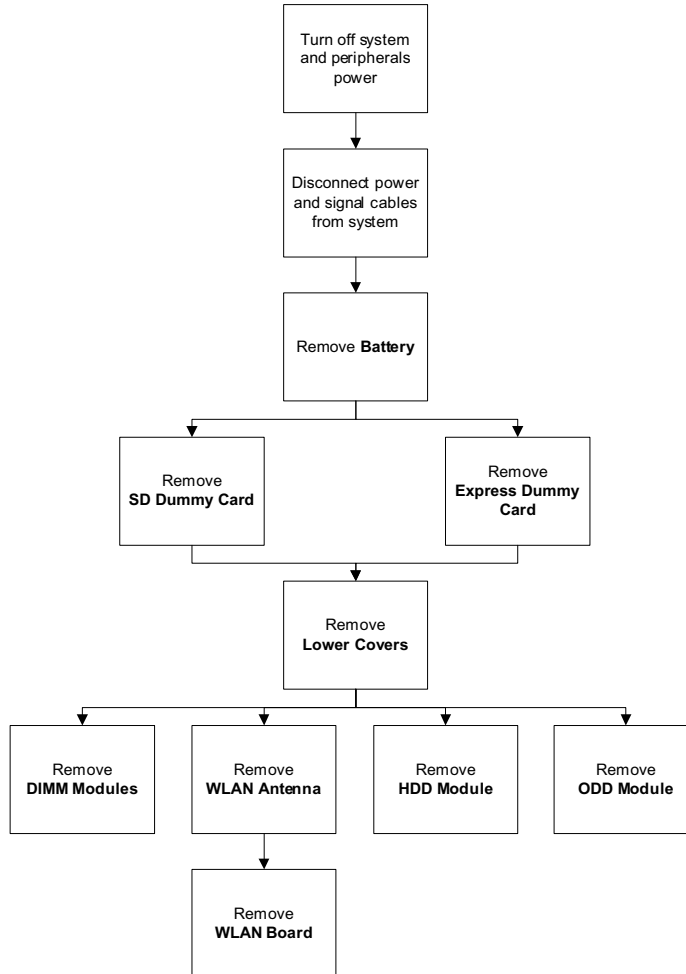 Turn off system
and peripherals
power
Disconnect power
and signal cables
from system
Remove Battery
Remove
SD Dummy Card
Remove
Express Dummy
Card
Remove
Lower Covers
Remove
DIMM Modules
Remove
WLAN Antenna
Remove
HDD Module
Remove
ODD Module
Remove
WLAN Board